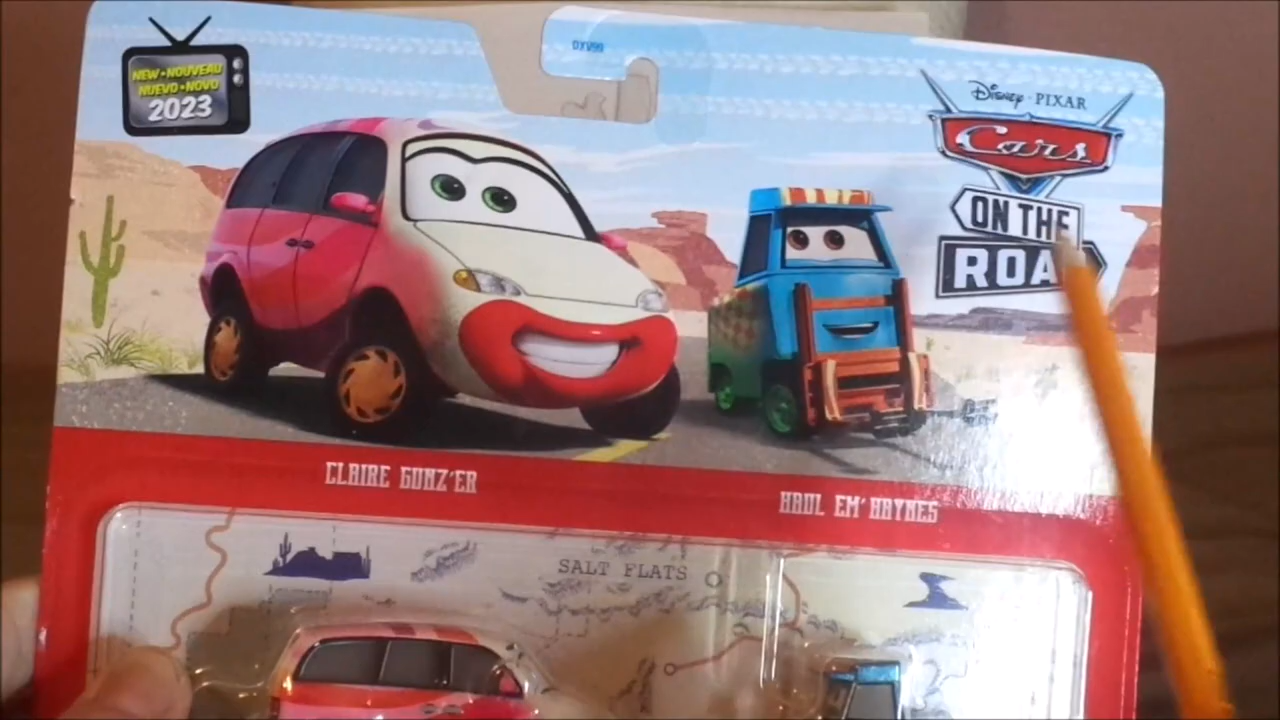 NEW • NOUVEAU
NUEVO • NOVO
2023
DXV99
Disney • PIXAR
Cars
ON THE
ROA
CLAIRE GUNZ'ER
HAUL EM' HAYNES
SALT FLATS